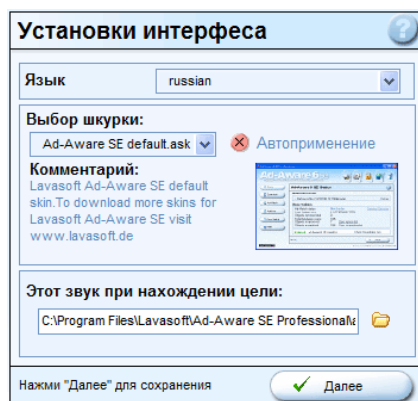 Установки интерфеса
Язык
russian
Выбор шкурки:
Ad-Aware SE default.ask
Автоприменение
Комментарий:
Lavasoft Ad-Aware SE default
skin.To download more skins for
Lavasoft Ad-Aware SE visit
www.lavasoft.de
Этот звук при нахождении цели:
C:\Program Files\Lavasoft\Ad-Aware SE Professional\
Нажми "Далее" для сохранения
Далее